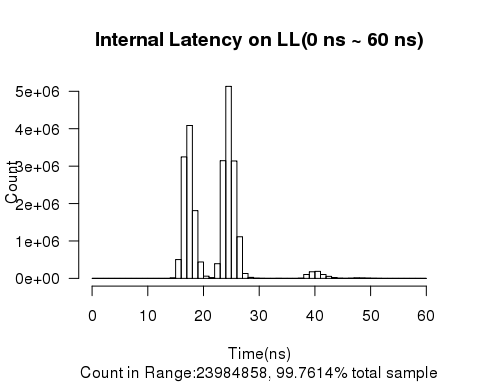 Internal Latency on LL(0 ns ~ 60 ns)
Count
5e+06
4e+06
3e+06
2e+06
1e+06
0e+00
0 10 20 30 40 50 60
Time(ns)
Count in Range:23984858, 99.7614% total sample